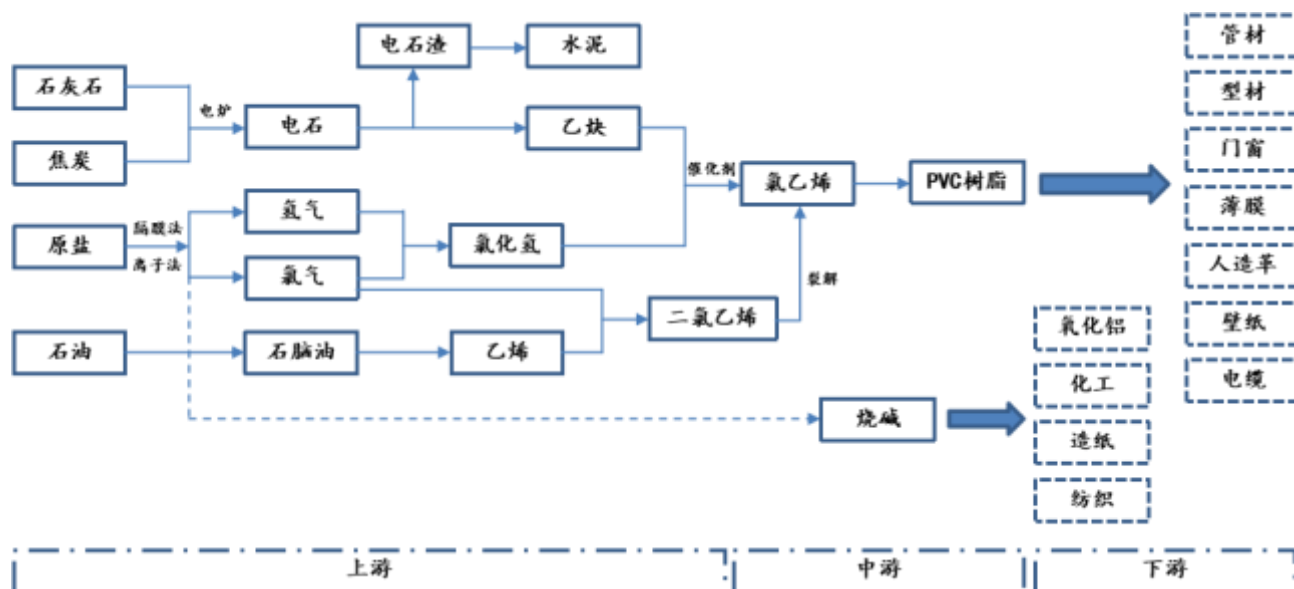 电石渣
水泥
管材
石灰石
电炉
电石
乙炔
型材
焦炭
催化剂
氯乙烯
PVC树脂
门窗
原盐
隔膜法
离子法
氢气
氯气
氯化氢
裂解
薄膜
人造革
石油
石脑油
乙烯
二氯乙烯
氧化铝
壁纸
化工
电缆
烧碱
造纸
纺织
上游
中游
下游